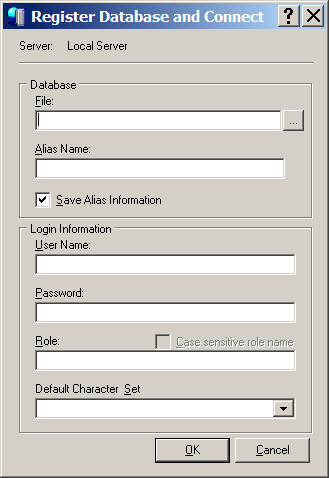 Register Database and Connect ?
Server: Local Server
Database
File:
...
Alias Name:
Save Alias Information
Login Information
User Name:
Password:
Role: Case sensitive role name
Default Character Set
OK Cancel